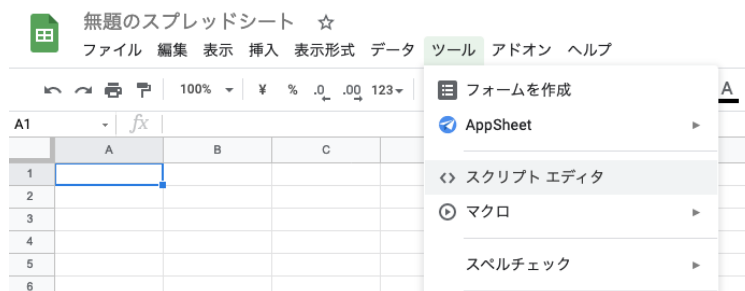 無題のスプレッドシート
ファイル 編集 表示 挿入 表示形式 データ ツール アドオン ヘルプ
100% ¥ % .0 .00 123 A
フォームを作成
AppSheet
スクリプト エディタ
マクロ
スペルチェック
A1 fx
A B C
1
2
3
4
5
6